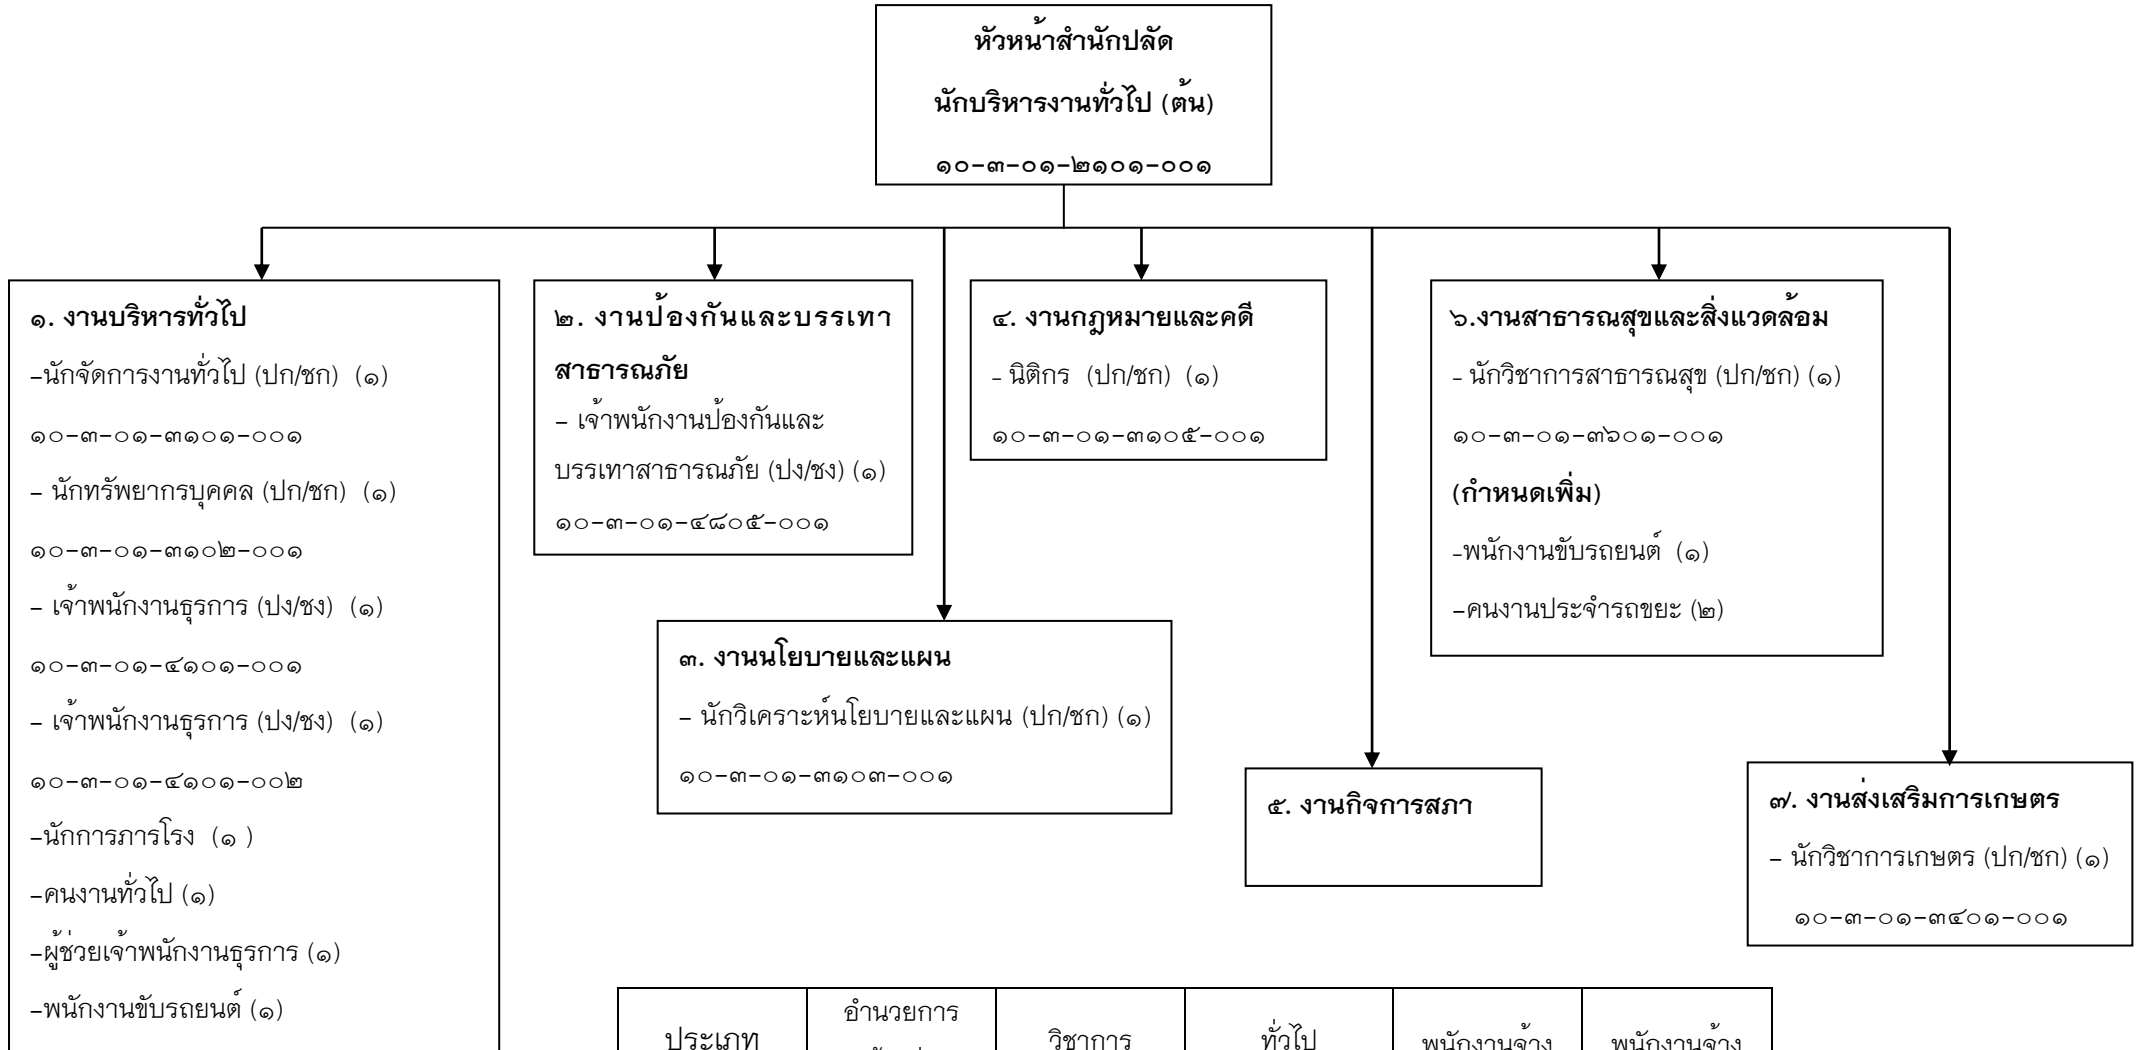 หัวหน้าสำนักปลัด
นักบริหารงานทั่วไป (ต้น)
๑๐-๓-๐๑-๒๑๐๑-๐๐๑
๑. งานบริหารทั่วไป
-นักจัดการงานทั่วไป (ปก/ชก) (๑)
๑๐-๓-๐๑-๓๑๐๑-๐๐๑
- นักทรัพยากรบุคคล (ปก/ชก) (๑)
๑๐-๓-๐๑-๓๑๐๒-๐๐๑
- เจ้าพนักงานธุรการ (ปง/ชง) (๑)
๑๐-๓-๐๑-๔๑๐๑-๐๐๑
- เจ้าพนักงานธุรการ (ปง/ชง) (๑)
๑๐-๓-๐๑-๔๑๐๑-๐๐๒
-นักการภารโรง (๑ )
-คนงานทั่วไป (๑)
-ผู้ช่วยเจ้าพนักงานธุรการ (๑)
-พนักงานขับรถยนต์ (๑)
๒. งานป้องกันและบรรเทา
สาธารณภัย
- เจ้าพนักงานป้องกันและ
บรรเทาสาธารณภัย (ปง/ชง) (๑)
๑๐-๓-๐๑-๔๘๐๕-๐๐๑
๓. งานนโยบายและแผน
- นักวิเคราะห์นโยบายและแผน (ปก/ชก) (๑)
๑๐-๓-๐๑-๓๑๐๓-๐๐๑
๔. งานกฎหมายและคดี
- นิติกร (ปก/ชก) (๑)
๑๐-๓-๐๑-๓๑๐๕-๐๐๑
๕. งานกิจการสภา
๖.งานสาธารณสุขและสิ่งแวดล้อม
- นักวิชาการสาธารณสุข (ปก/ชก) (๑)
๑๐-๓-๐๑-๓๖๐๑-๐๐๑
(กำหนดเพิ่ม)
-พนักงานขับรถยนต์ (๑)
-คนงานประจำรถขยะ (๒)
๗. งานส่งเสริมการเกษตร
- นักวิชาการเกษตร (ปก/ชก) (๑)
๑๐-๓-๐๑-๓๔๐๑-๐๐๑
ประเภท
อำนวยการ
วิชาการ
ทั่วไป
พนักงานจ้าง
พนักงานจ้าง